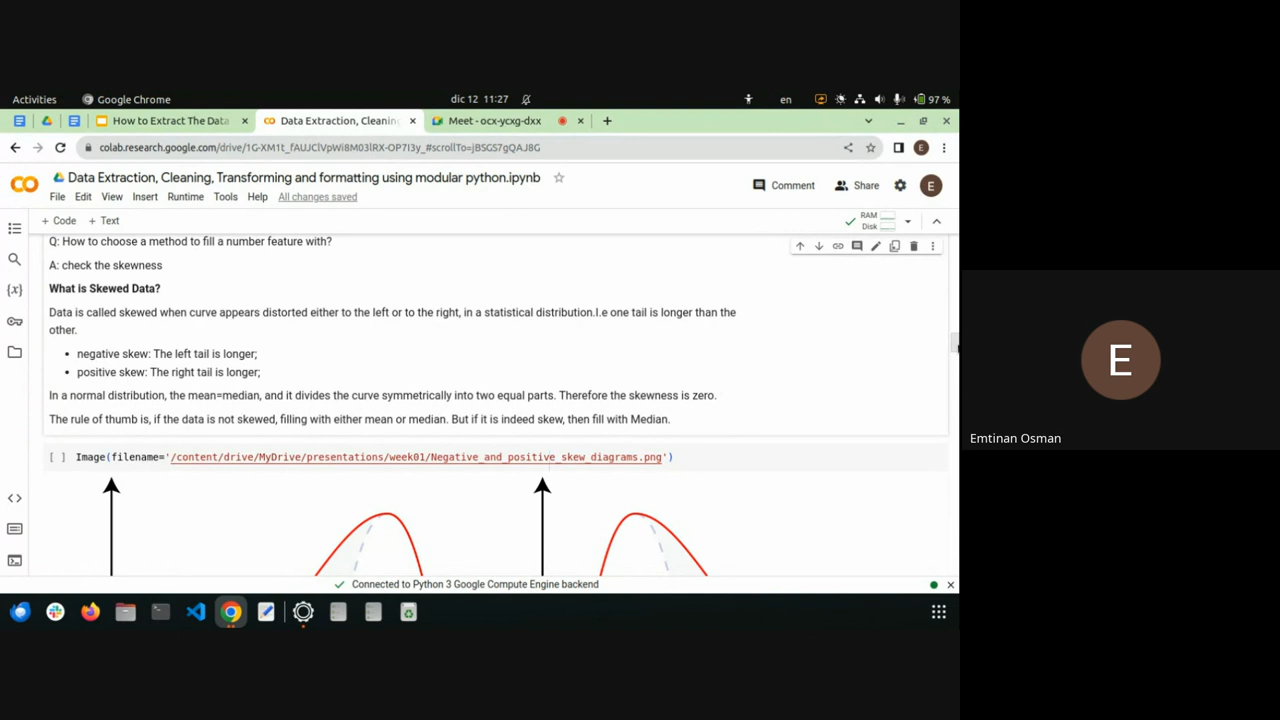 Activities
Google Chrome
dic 12 11:27
en
97 %
How to Extract The Data
Data Extraction, Cleaning
Meet - ocx-ycxg-dxx
colab.research.google.com/drive/1G-XM1t_fAUJClVpWi8M03lRX-OP7I3y_#scrollTo=jBSGS7gQAJ8G
Data Extraction, Cleaning, Transforming and formatting using modular python.ipynb
Comment
Share
E
File Edit View Insert Runtime Tools Help All changes saved
+ Code + Text
RAM
Disk
Q: How to choose a method to fill a number feature with?
A: check the skewness
What is Skewed Data?
Data is called skewed when curve appears distorted either to the left or to the right, in a statistical distribution.I.e one tail is longer than the
other.
• negative skew: The left tail is longer;
• positive skew: The right tail is longer;
In a normal distribution, the mean=median, and it divides the curve symmetrically into two equal parts. Therefore the skewness is zero.
The rule of thumb is, if the data is not skewed, filling with either mean or median. But if it is indeed skew, then fill with Median.
[ ] Image(filename='/content/drive/MyDrive/presentations/week01/Negative_and_positive_skew_diagrams.png')
Connected to Python 3 Google Compute Engine backend
E
Emtinan Osman